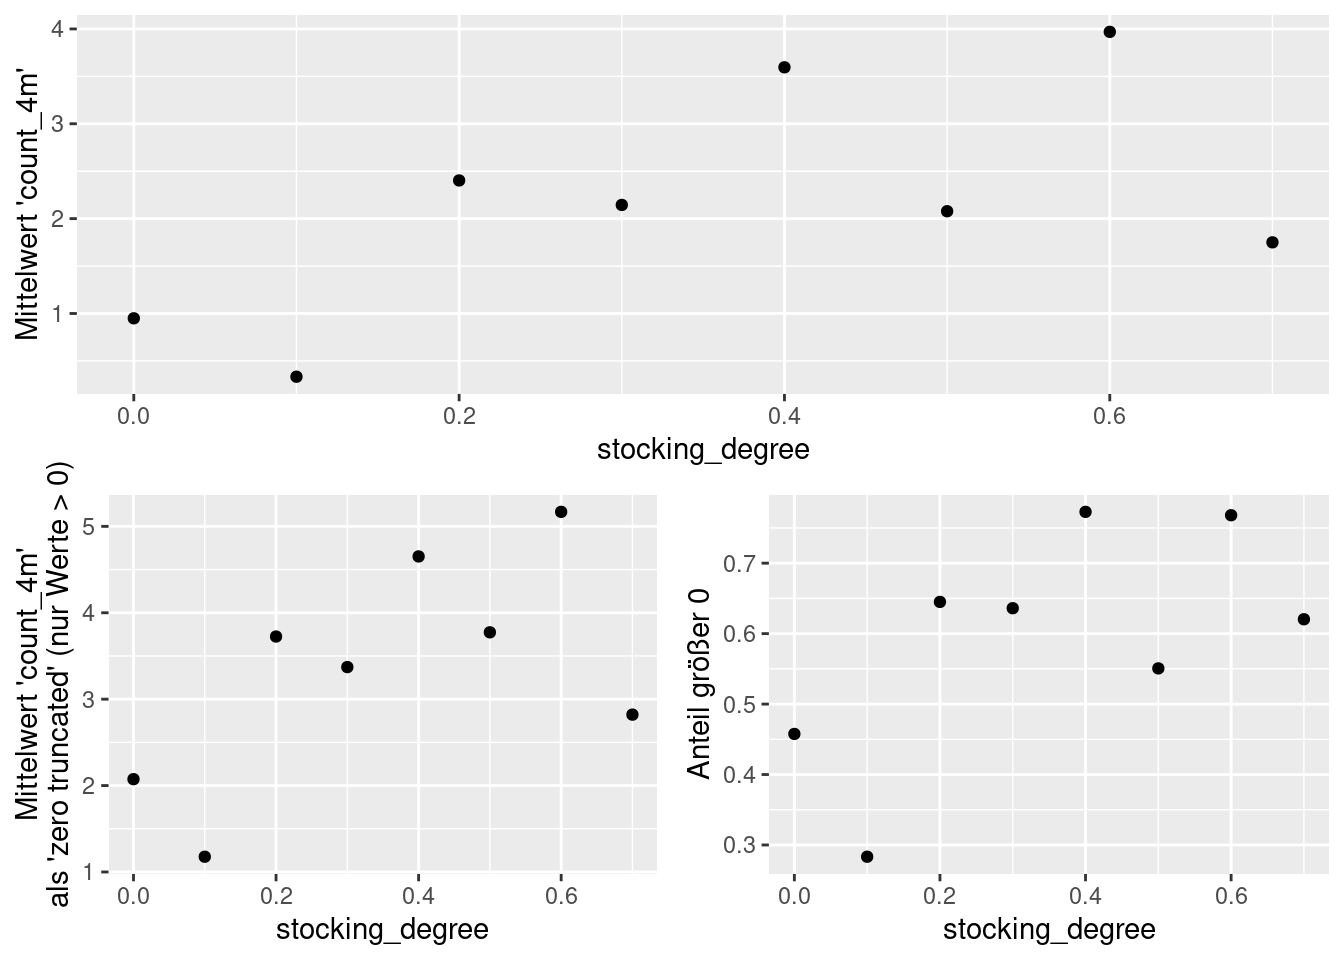 Mittelwert 'count_4m'
4
3
2
1
0.0 0.2 0.4 0.6
stocking_degree
Mittelwert 'count_4m'
als 'zero truncated' (nur Werte > 0)
5
4
3
2
1
0.0 0.2 0.4 0.6
stocking_degree
Anteil größer 0
0.7
0.6
0.5
0.4
0.3
0.0 0.2 0.4 0.6
stocking_degree